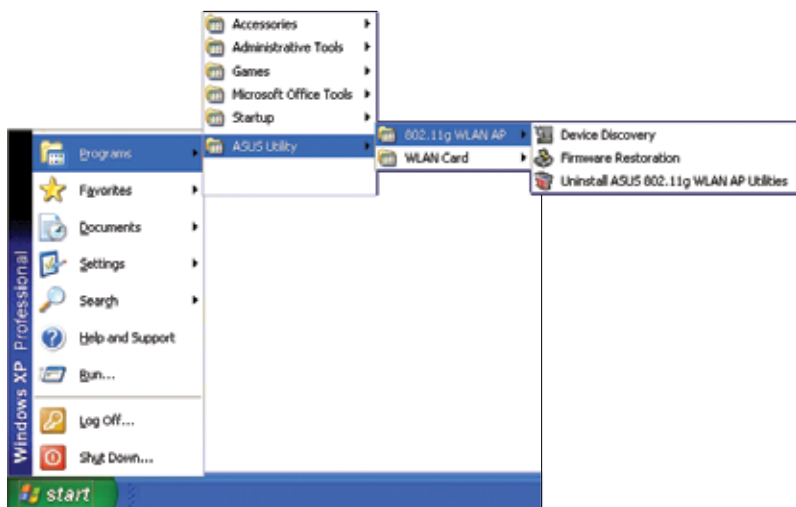 Accessories
Administrative Tools
Games
Microsoft Office Tools
Startup
ASUS Utility
802.11g WLAN AP
WLAN Card
Device Discovery
Firmware Restoration
Uninstall ASUS 802.11g WLAN AP Utilities
Programs
Favorites
Documents
Settings
Search
Help and Support
Run...
Log Off...
Shut Down...
Windows XP Professional
start